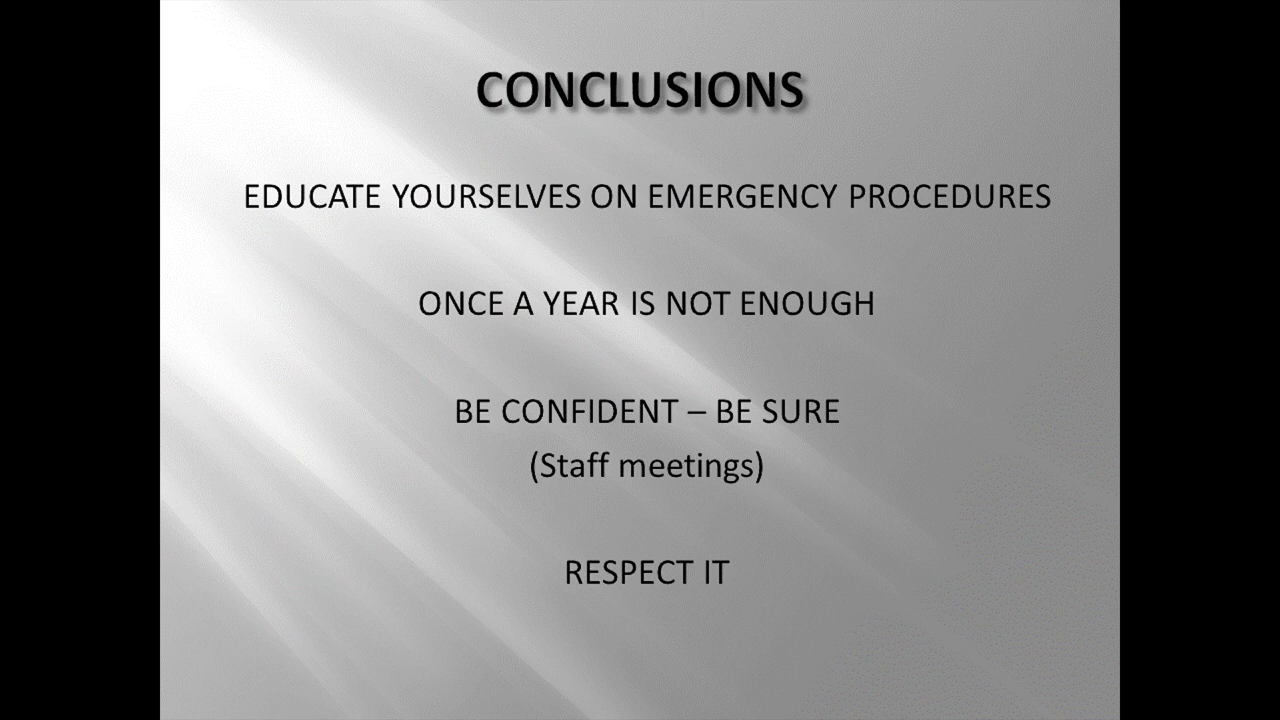 CONCLUSIONS
EDUCATE YOURSELVES ON EMERGENCY PROCEDURES
ONCE A YEAR IS NOT ENOUGH
BE CONFIDENT – BE SURE
(Staff meetings)
RESPECT IT